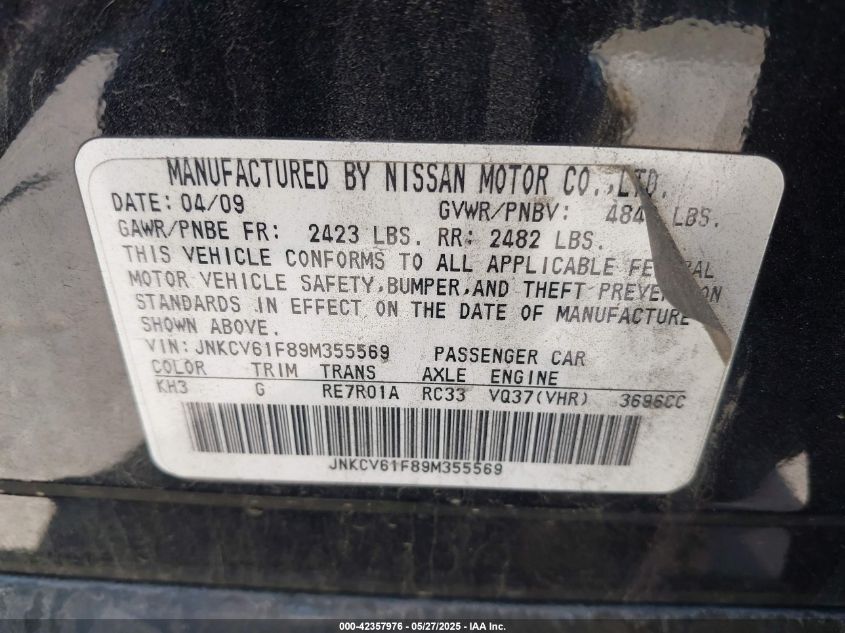 MANUFACTURED BY NISSAN MOTOR CO.,LTD.
DATE: 04/09 GVWR/PNBV: LBS.
GAWR/PNBE FR: 2423 LBS. RR: 2482 LBS.
THIS VEHICLE CONFORMS TO ALL APPLICABLE FEDERAL
MOTOR VEHICLE SAFETY,BUMPER,AND THEFT PREVENTION
STANDARDS IN EFFECT ON THE DATE OF MANUFACTURE
SHOWN ABOVE.
VIN:JNKCV61F89M355569 PASSENGER CAR
COLOR TRIM TRANS AXLE ENGINE
KH3 G RE7R01A RC33 VQ37(VHR) 3696CC
JNKCV61F89M355569
000-42357976 - 05/27/2025 - IAA Inc.